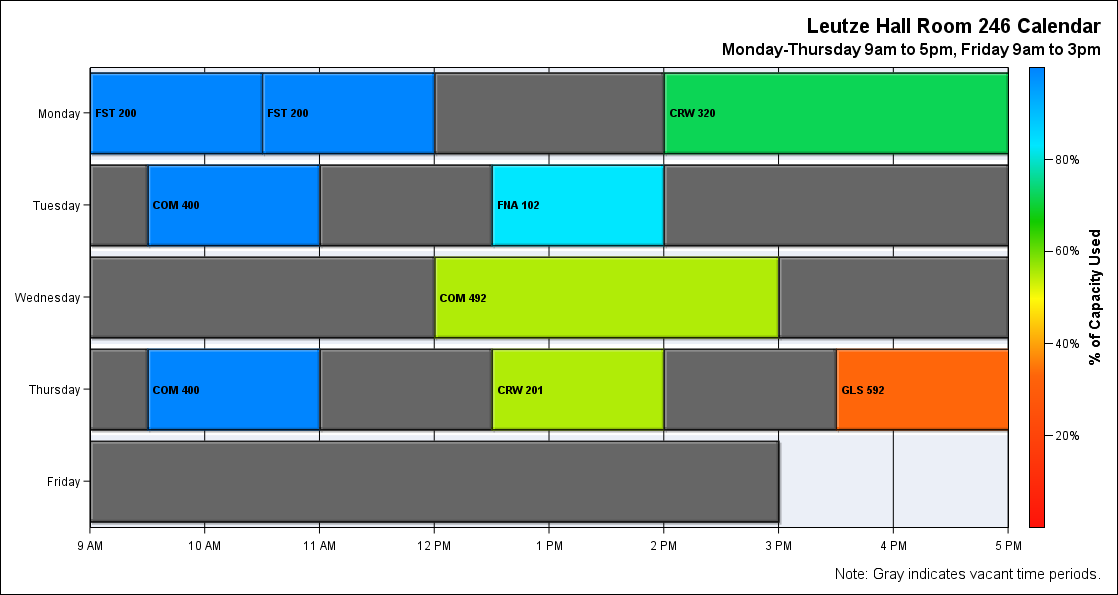 Leutze Hall Room 246 Calendar
Monday-Thursday 9am to 5pm, Friday 9am to 3pm
Monday
FST 200
FST 200
CRW 320
Tuesday
COM 400
FNA 102
Wednesday
COM 492
Thursday
COM 400
CRW 201
GLS 592
Friday
9 AM
10 AM
11 AM
12 PM
1 PM
2 PM
3 PM
4 PM
5 PM
80%
60%
40%
20%
% of Capacity Used
Note: Gray indicates vacant time periods.